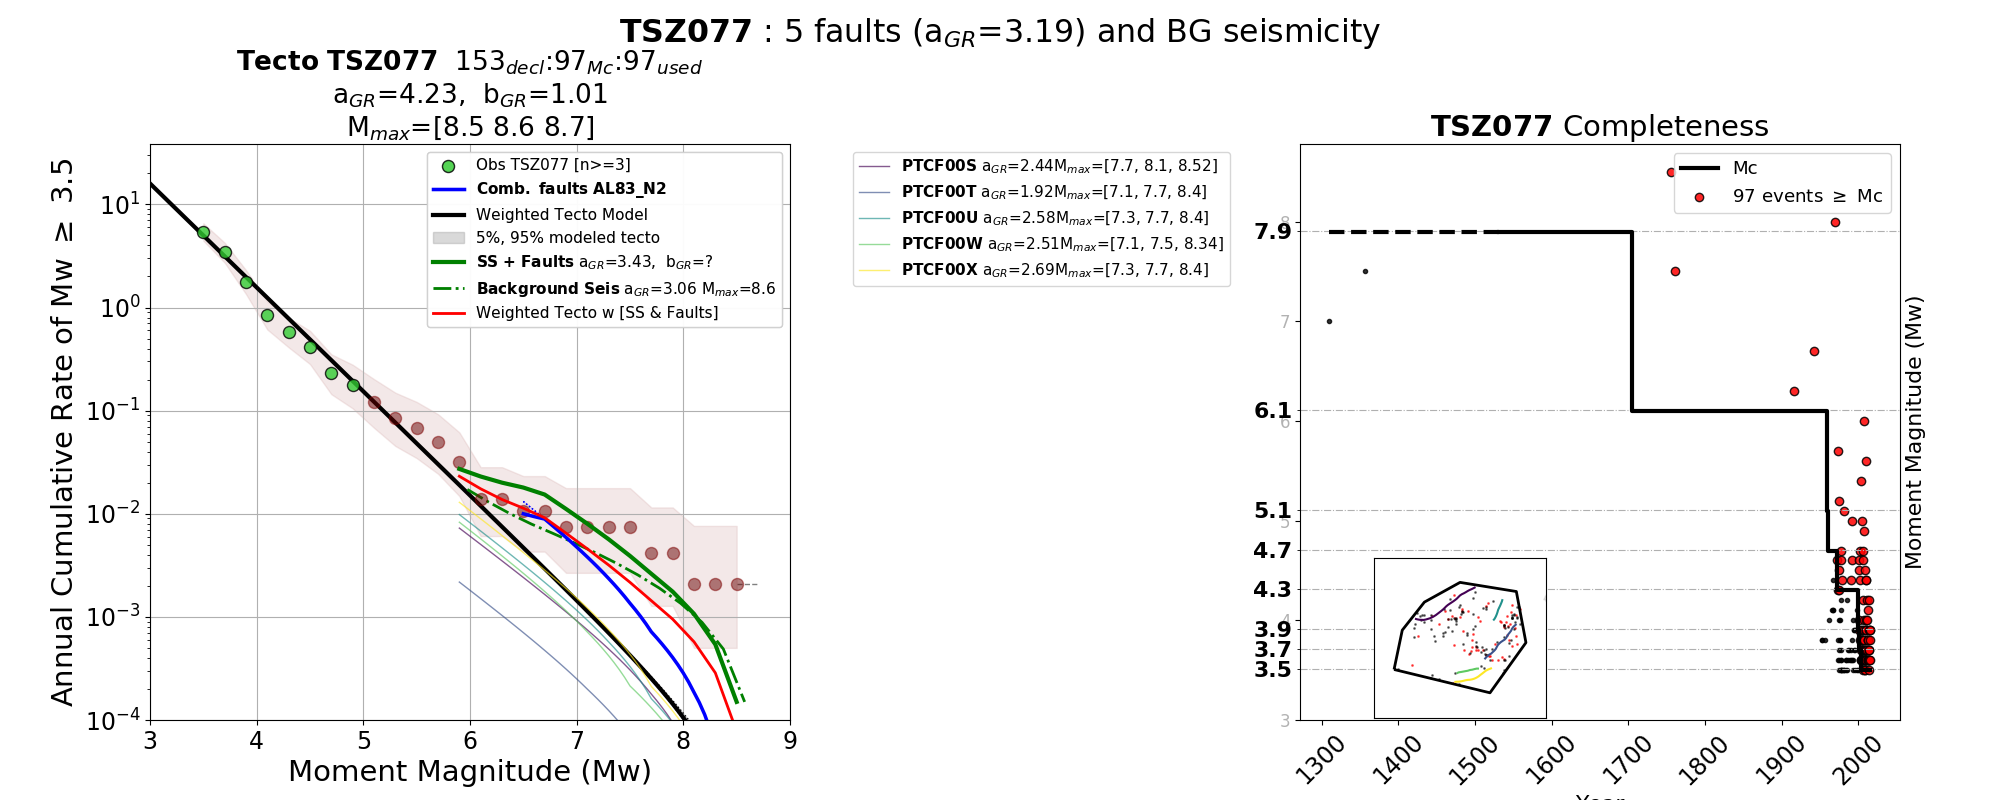 TSZ077 : 5 faults (aGR=3.19) and BG seismicity
Tecto TSZ077 153decl:97Mc:97used
aGR=4.23, bGR=1.01
Mmax=[8.5 8.6 8.7]
Annual Cumulative Rate of Mw ≥ 3.5
10^1
10^0
10^−1
10^−2
10^−3
10^−4
3 4 5 6 7 8 9
Moment Magnitude (Mw)
Obs TSZ077 [n>=3]
Comb. faults AL83_N2
Weighted Tecto Model
5%, 95% modeled tecto
SS + Faults aGR=3.43, bGR=?
Background Seis aGR=3.06 Mmax=8.6
Weighted Tecto w [SS & Faults]
PTCF00S aGR=2.44Mmax=[7.7, 8.1, 8.52]
PTCF00T aGR=1.92Mmax=[7.1, 7.7, 8.4]
PTCF00U aGR=2.58Mmax=[7.3, 7.7, 8.4]
PTCF00W aGR=2.51Mmax=[7.1, 7.5, 8.34]
PTCF00X aGR=2.69Mmax=[7.3, 7.7, 8.4]
TSZ077 Completeness
Mc
97 events ≥ Mc
8
7.9
7
6.1
6
5.1
5
4.7
4.3
4
3.9
3.7
3.5
3
1300 1400 1500 1600 1700 1800 1900 2000
Year
Moment Magnitude (Mw)